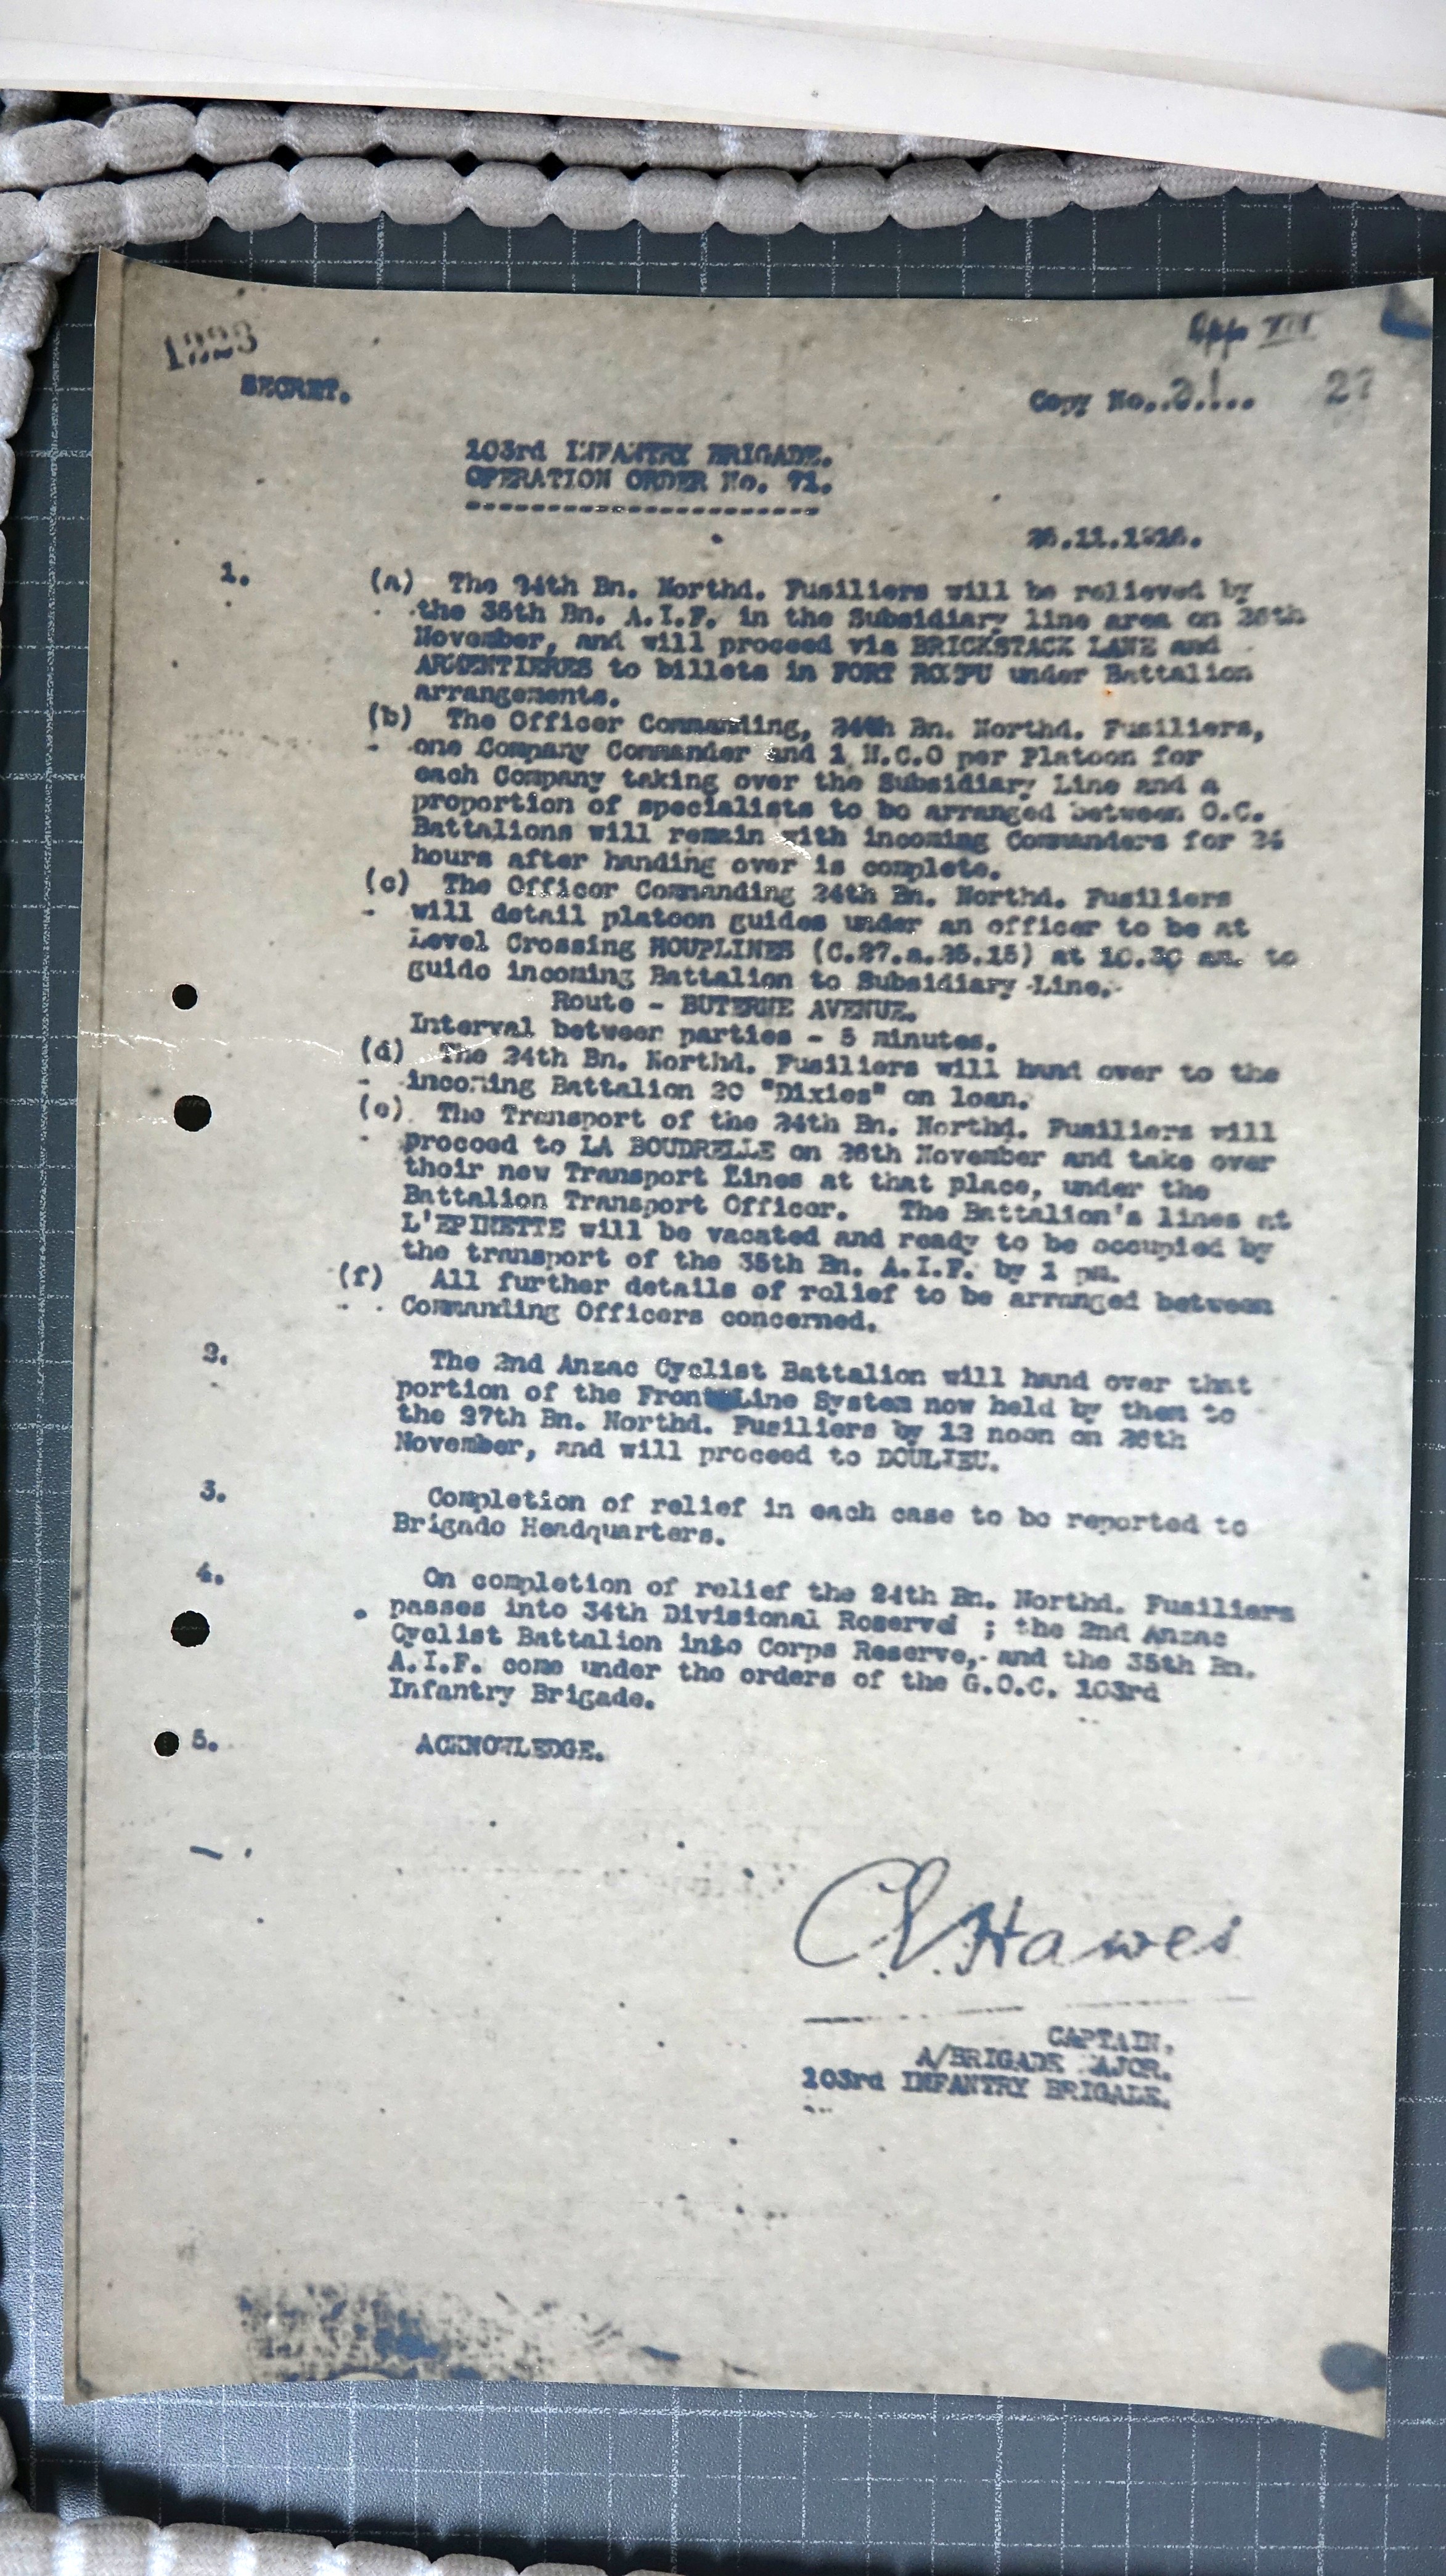 SECRET.
Copy No.
103rd INFANTRY BRIGADE.
OPERATION ORDER No. 71.
.11.1916.
1. (a) The 24th Bn. Northd. Fusiliers will be relieved by
the 35th Bn. A.I.F. in the Subsidiary line area on 26th
November, and will proceed via BRICKSTACK LANE and
ARMENTIERES to billets in FORT ROMPU under Battalion
arrangements.
(b) The Officer Commanding, 24th Bn. Northd. Fusiliers,
one Company Commander and 1 N.C.O per Platoon for
each Company taking over the Subsidiary Line and a
proportion of specialists to be arranged between O.C.
Battalions will remain with incoming Commanders for 24
hours after handing over is complete.
(c) The Officer Commanding 24th Bn. Northd. Fusiliers
will detail platoon guides under an officer to be at
Level Crossing HOUPLINES (C.27.a.25.15) at 10.30 am. to
guide incoming Battalion to Subsidiary Line.
Route - BUTERNE AVENUE.
Interval between parties - 5 minutes.
(d) The 24th Bn. Northd. Fusiliers will hand over to the
incoming Battalion 20 "Dixies" on loan.
(e) The Transport of the 24th Bn. Northd. Fusiliers will
proceed to LA BOUDRELLE on 26th November and take over
their new Transport Lines at that place, under the
Battalion Transport Officer. The Battalion's lines at
L'EPINETTE will be vacated and ready to be occupied by
the transport of the 35th Bn. A.I.F. by 1 pm.
(f) All further details of relief to be arranged between
Commanding Officers concerned.
2. The 2nd Anzac Cyclist Battalion will hand over that
portion of the Front Line System now held by them to
the 27th Bn. Northd. Fusiliers by 12 noon on 26th
November, and will proceed to DOULIEU.
3. Completion of relief in each case to be reported to
Brigade Headquarters.
4. On completion of relief the 24th Bn. Northd. Fusiliers
passes into 34th Divisional Reserve ; the 2nd Anzac
Cyclist Battalion into Corps Reserve, and the 35th Bn.
A.I.F. come under the orders of the G.O.C. 103rd
Infantry Brigade.
5. ACKNOWLEDGE.
Hawes
CAPTAIN,
A/BRIGADE MAJOR.
103rd INFANTRY BRIGADE.